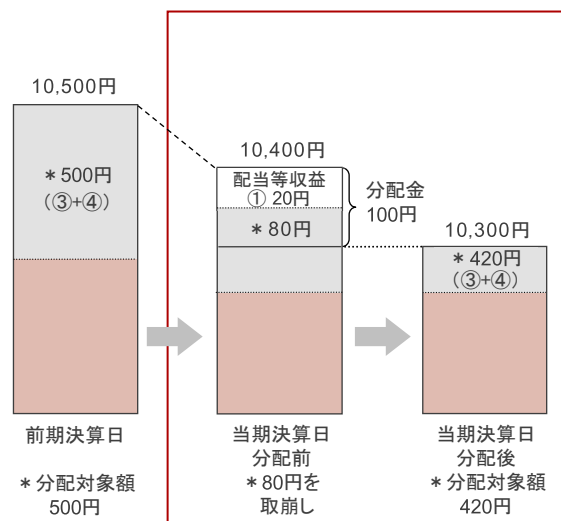 10,500円
＊500円
（③+④）
前期決算日
＊分配対象額
500円
10,400円
配当等収益
① 20円
＊80円
分配金
100円
当期決算日
分配前
＊80円を
取崩し
10,300円
＊420円
（③+④）
当期決算日
分配後
＊分配対象額
420円